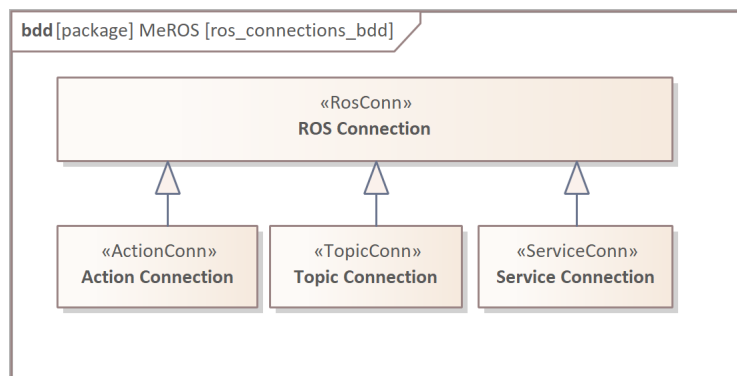 bdd [package] MeROS [ros_connections_bdd]
«RosConn»
ROS Connection
«ActionConn»
Action Connection
«TopicConn»
Topic Connection
«ServiceConn»
Service Connection